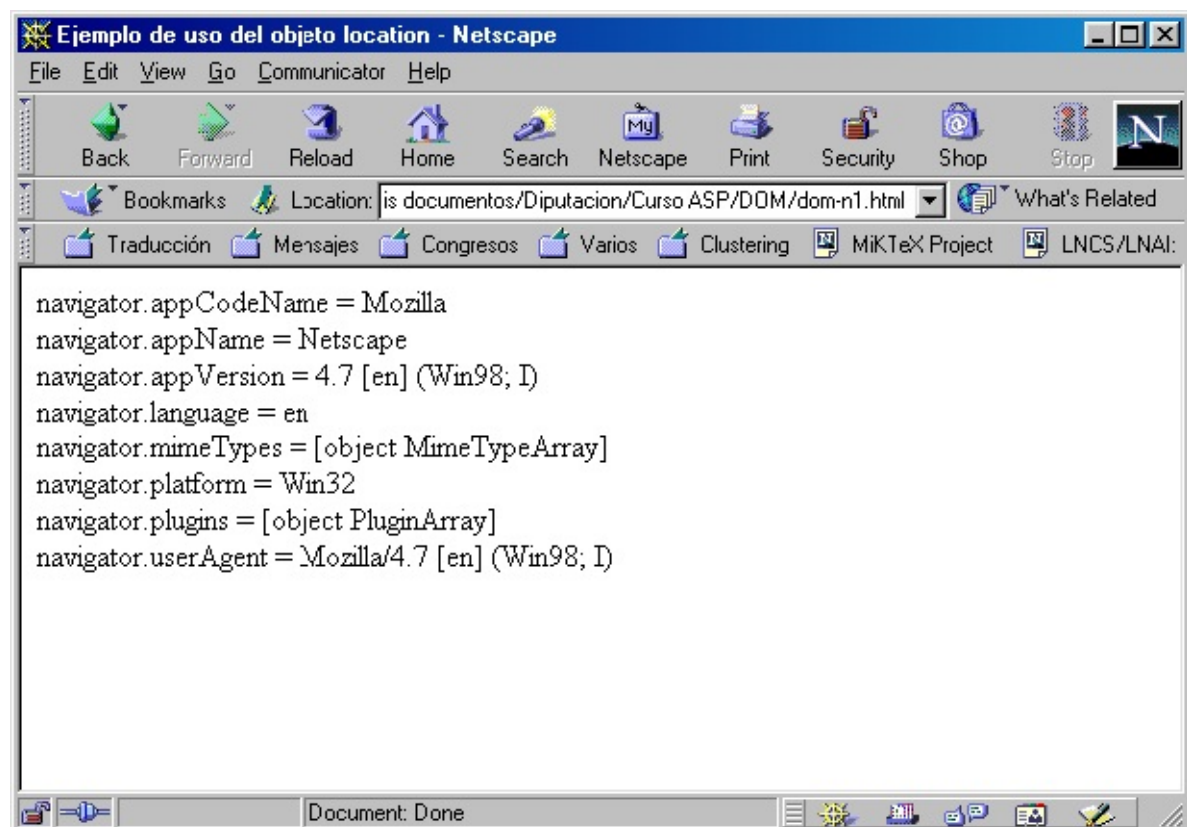 Ejemplo de uso del objeto location - Netscape
File Edit View Go Communicator Help
My N
Back Forward Reload Home Search Netscape Print Security Shop Stop
Bookmarks Location: is documentos/Diputacion/Curso ASP/DOM/dom-n1.html What's Related
Traducción Mensajes Congresos Varios Clustering MiKTeX Project LNCS/LNAI:
navigator.appCodeName = Mozilla
navigator.appName = Netscape
navigator.appVersion = 4.7 [en] (Win98; I)
navigator.language = en
navigator.mimeTypes = [object MimeTypeArray]
navigator.platform = Win32
navigator.plugins = [object PluginArray]
navigator.userAgent = Mozilla/4.7 [en] (Win98; I)
Document: Done